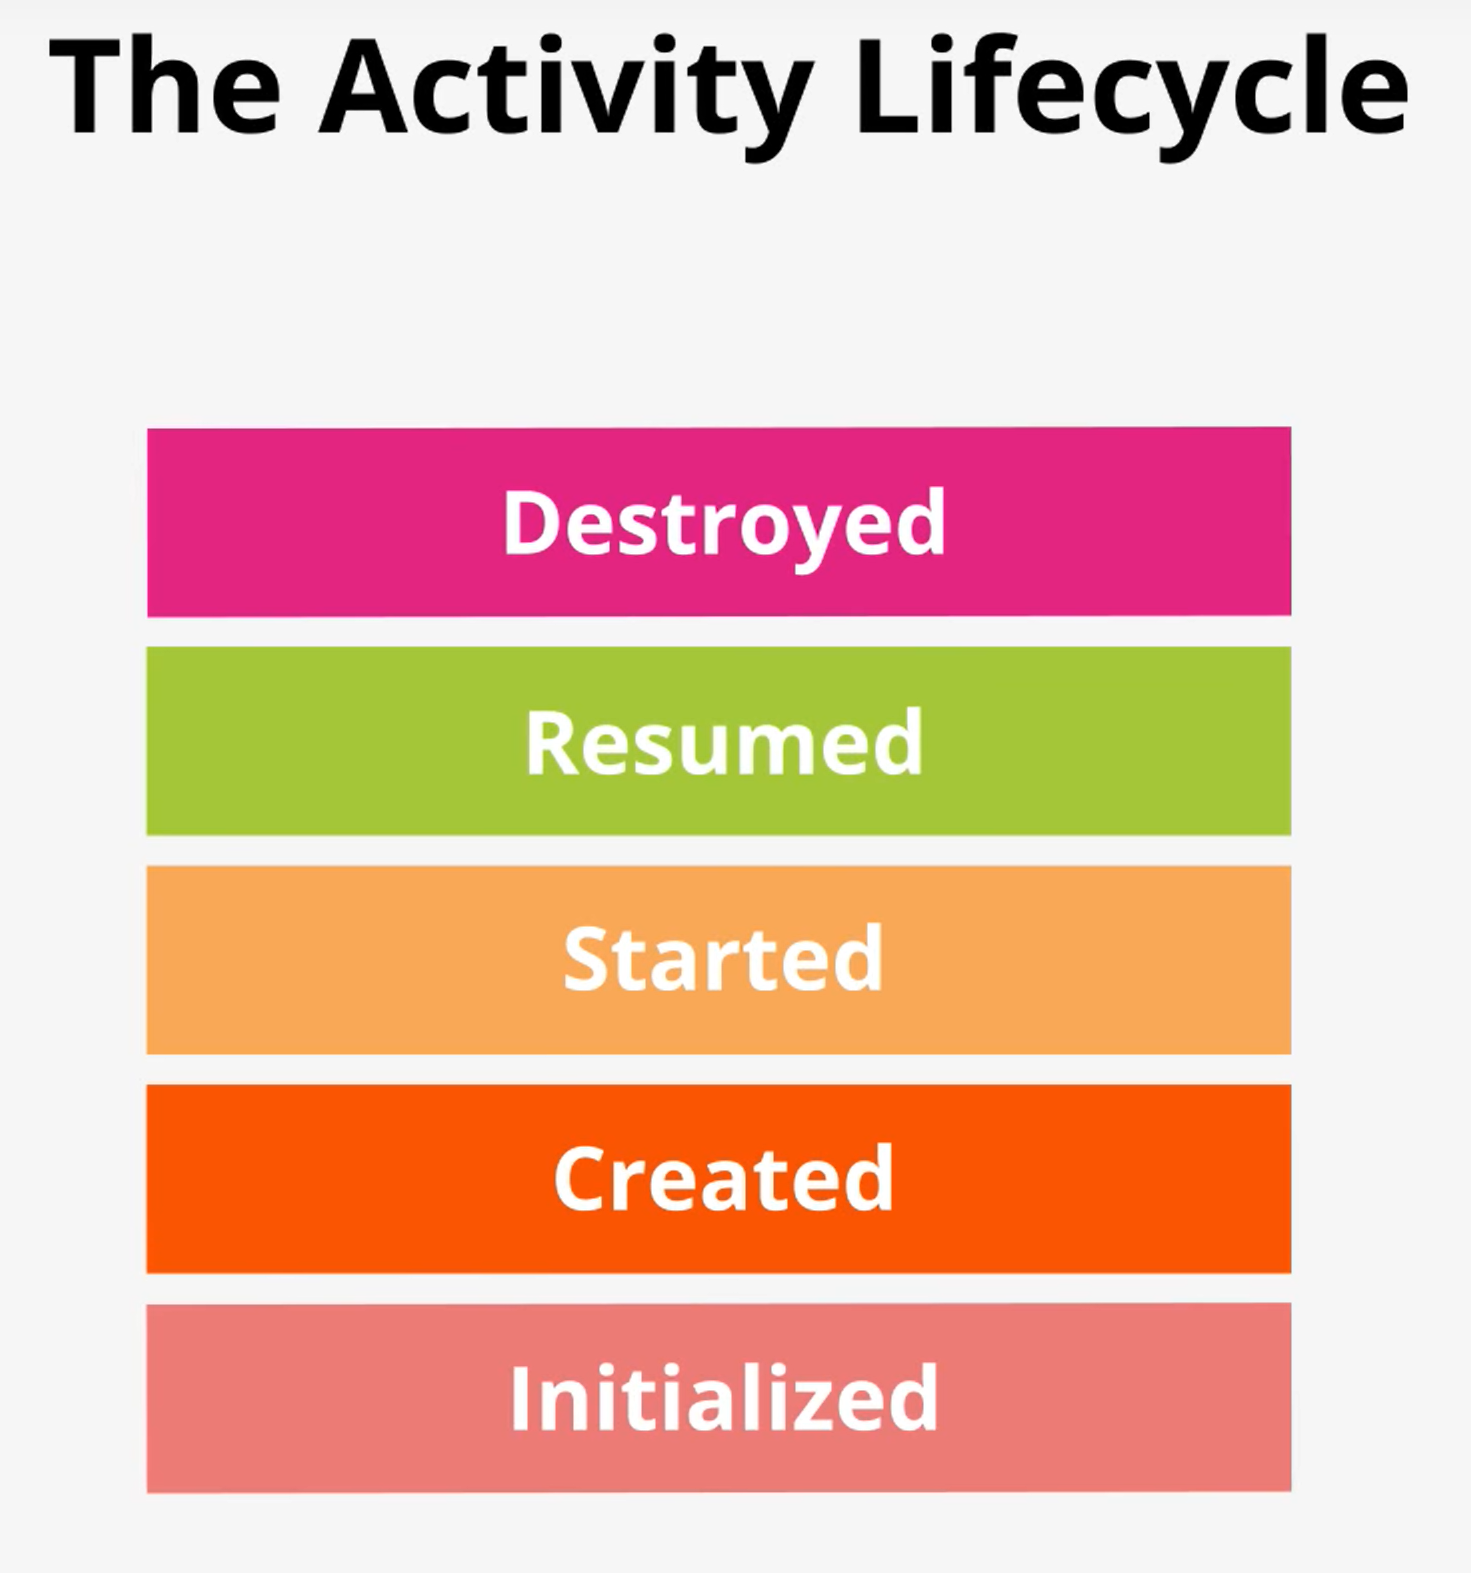 The Activity Lifecycle
Destroyed
Resumed
Started
Created
Initialized